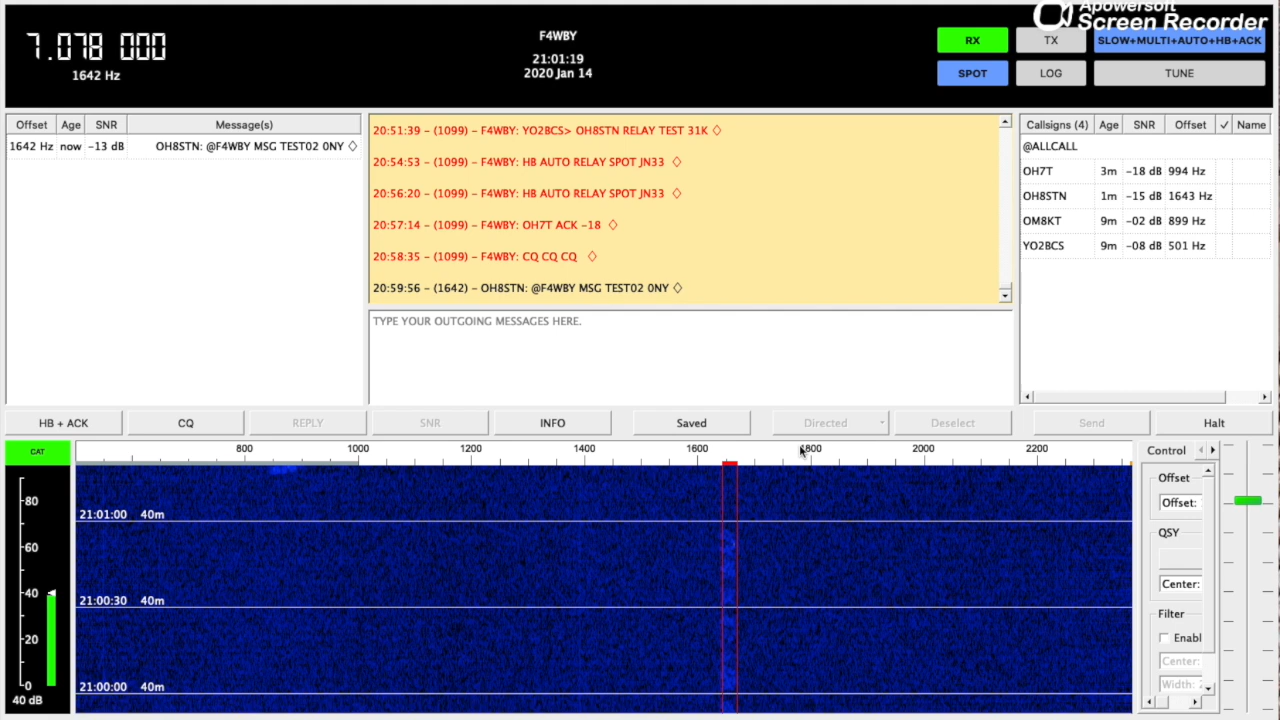 Apowersoft
Screen Recorder
7.078 000
1642 Hz
F4WBY
21:01:19
2020 Jan 14
RX
TX
SLOW+MULTI+AUTO+HB+ACK
SPOT
LOG
TUNE
Offset Age SNR Message(s)
1642 Hz now -13 dB OH8STN: @F4WBY MSG TEST02 0NY ♢
20:51:39 - (1099) - F4WBY: YO2BCS> OH8STN RELAY TEST 31K ♢
20:54:53 - (1099) - F4WBY: HB AUTO RELAY SPOT JN33 ♢
20:56:20 - (1099) - F4WBY: HB AUTO RELAY SPOT JN33 ♢
20:57:14 - (1099) - F4WBY: OH7T ACK -18 ♢
20:58:35 - (1099) - F4WBY: CQ CQ CQ ♢
20:59:56 - (1642) - OH8STN: @F4WBY MSG TEST02 0NY ♢
TYPE YOUR OUTGOING MESSAGES HERE.
Callsigns (4) Age SNR Offset ✓ Name
@ALLCALL
OH7T 3m -18 dB 994 Hz
OH8STN 1m -15 dB 1643 Hz
OM8KT 9m -02 dB 899 Hz
YO2BCS 9m -08 dB 501 Hz
HB + ACK CQ REPLY SNR INFO Saved Directed Deselect Send Halt
CAT
800 1000 1200 1400 1600 1800 2000 2200
21:01:00 40m
21:00:30 40m
21:00:00 40m
80
60
40
20
0
40 dB
Control
Offset
Offset:
QSY
Center:
Filter
Enabl
Center:
Width: 2